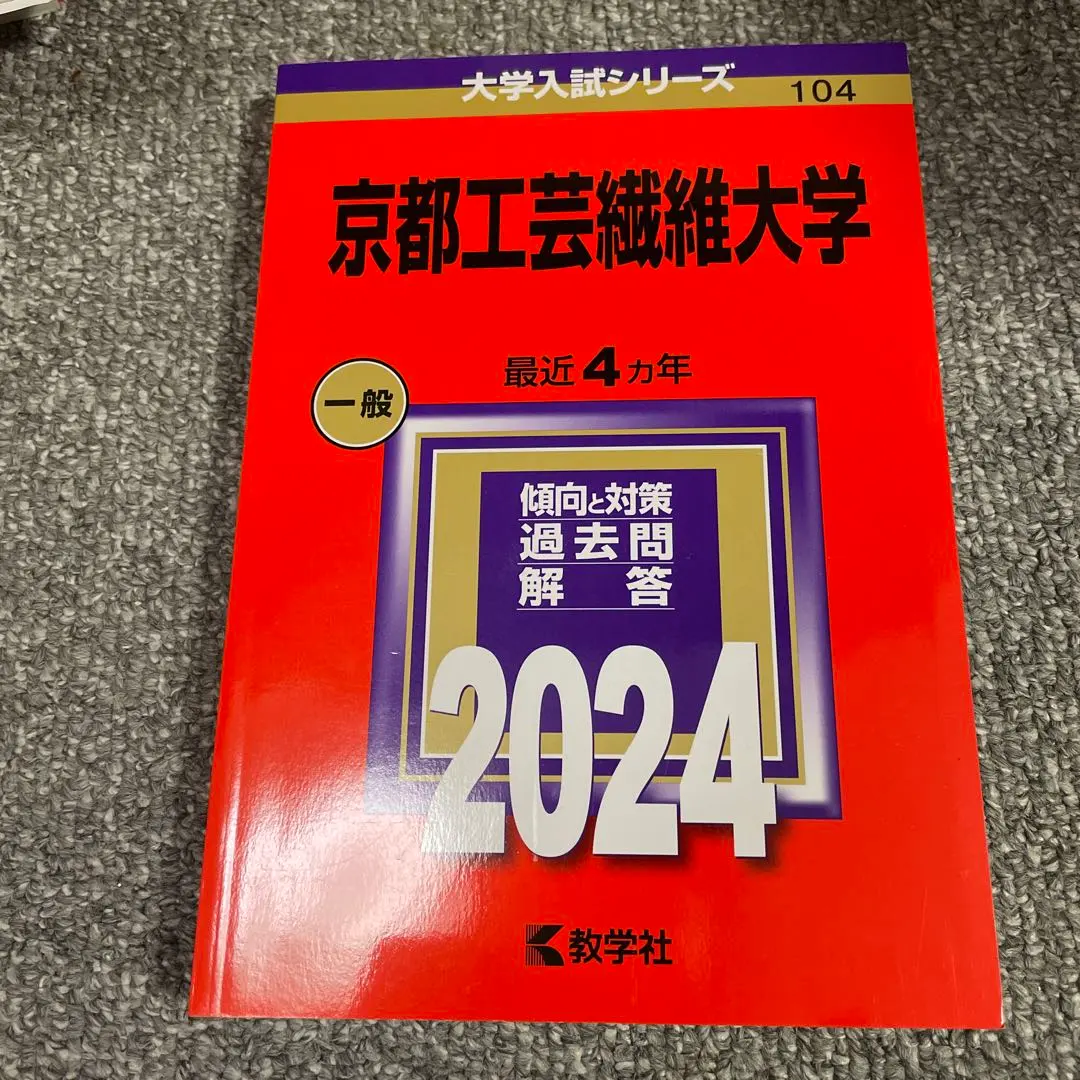 大学入試シリーズ 104
京都工芸繊維大学
最近4カ年
一般
傾向と対策
過去問
解答
2024
教学社